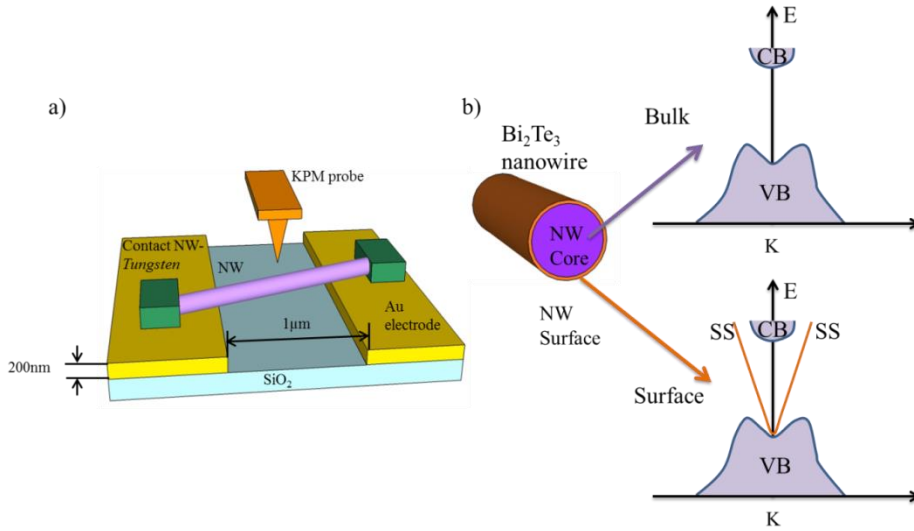 a)
KPM probe
Contact NW-
Tungsten
NW
Au
electrode
1µm
200nm
SiO₂
b)
Bi₂Te₃
nanowire
NW
Core
Bulk
NW
Surface
Surface
E
CB
VB
K
E
SS
CB
SS
VB
K